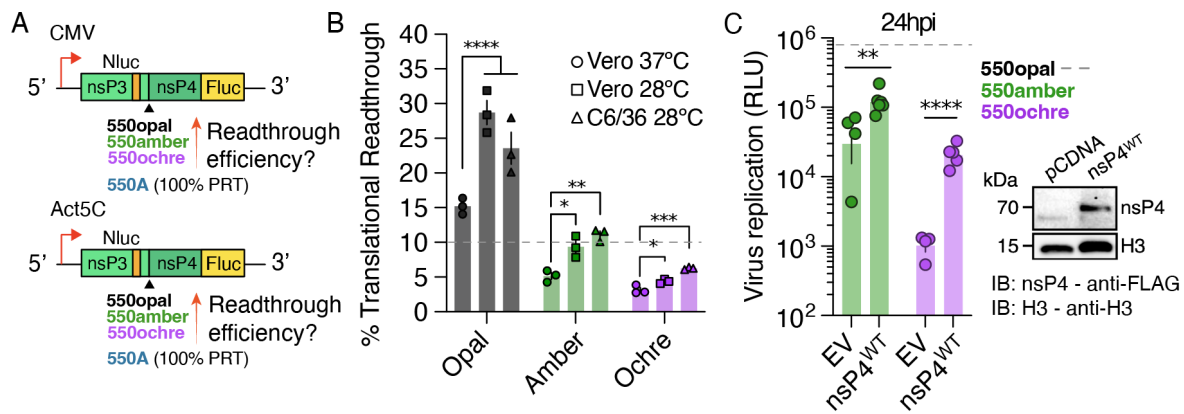 A
CMV
Nluc
5’ nsP3 nsP4 Fluc 3’
550opal
550amber
550ochre
Readthrough
efficiency?
550A (100% PRT)
Act5C
Nluc
5’ nsP3 nsP4 Fluc 3’
550opal
550amber
550ochre
Readthrough
efficiency?
550A (100% PRT)
B
% Translational Readthrough
40
35
30
25
20
15
10
5
0
****
Vero 37°C
Vero 28°C
C6/36 28°C
*
**
*
***
Opal
Amber
Ochre
C
24hpi
Virus replication (RLU)
10⁶
10⁵
10⁴
10³
10²
**
****
EV
nsP4ᵂᵀ
EV
nsP4ᵂᵀ
550opal
550amber
550ochre
pCDNA
nsP4ᵂᵀ
kDa
70 nsP4
15 H3
IB: nsP4 - anti-FLAG
IB: H3 - anti-H3